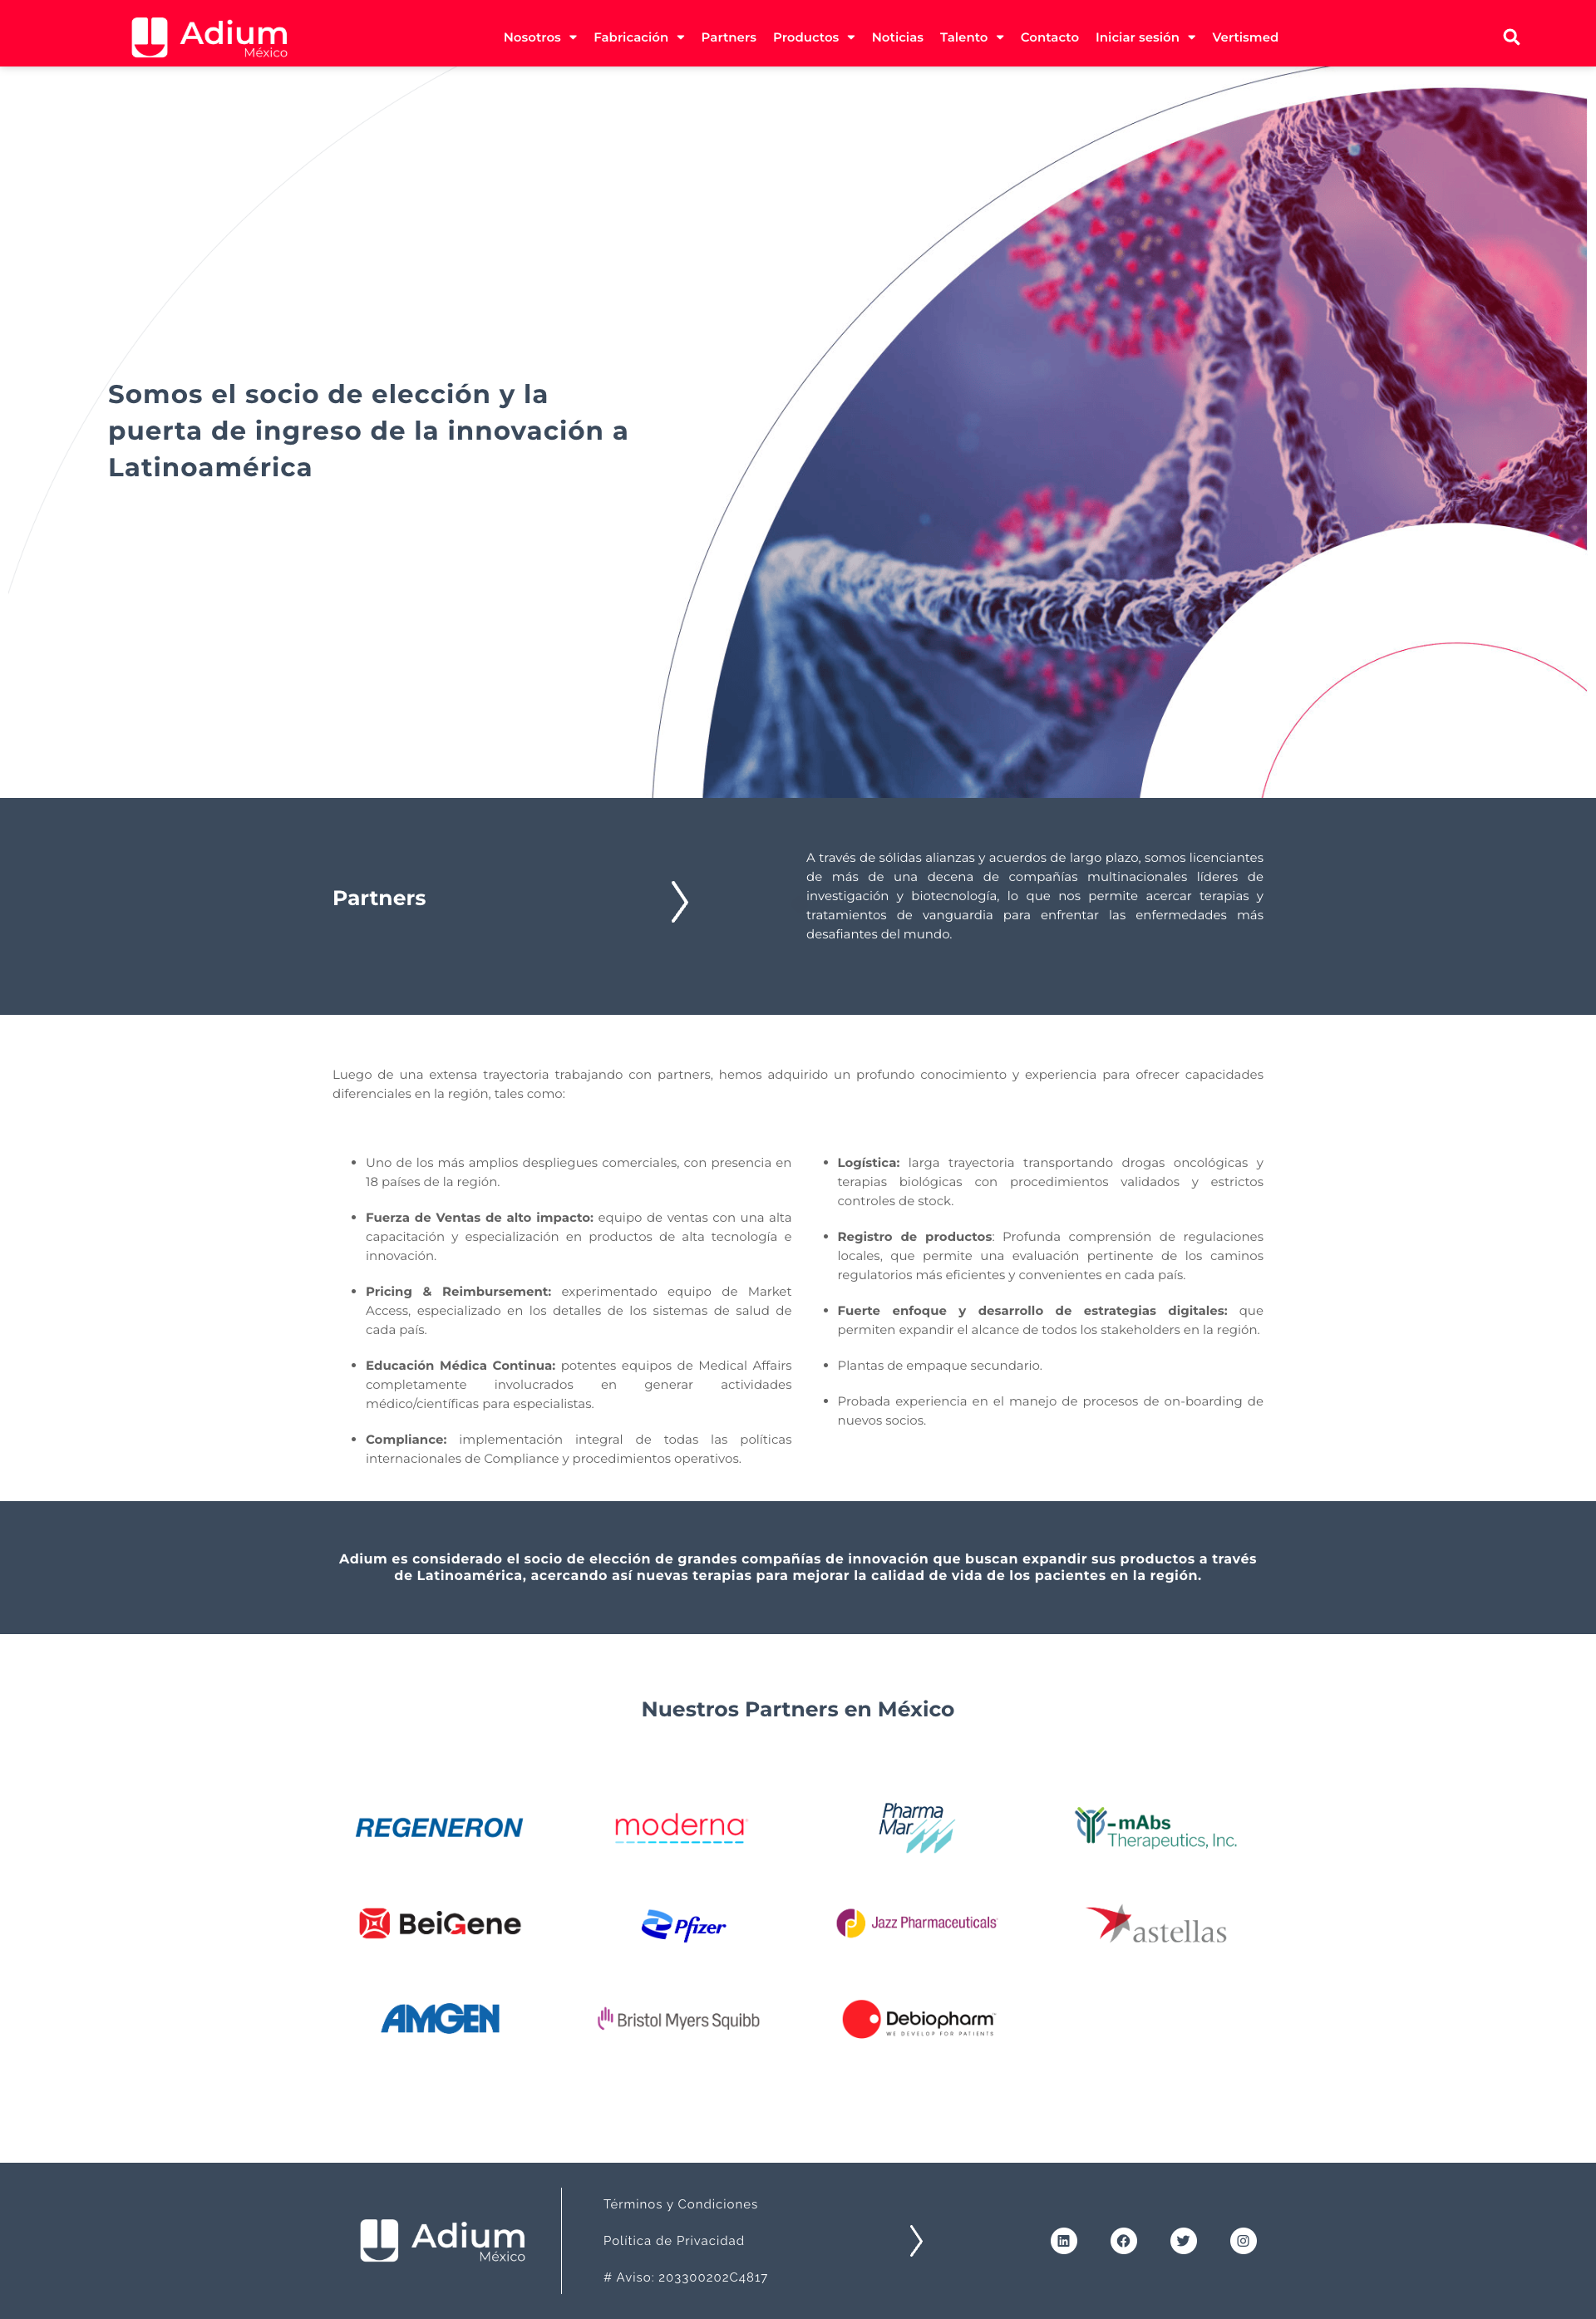 Adium
México
Nosotros
Fabricación
Partners
Productos
Noticias
Talento
Contacto
Iniciar sesión
Vertismed
Somos el socio de elección y la
puerta de ingreso de la innovación a
Latinoamérica
Partners
A través de sólidas alianzas y acuerdos de largo plazo, somos licenciantes
de más de una decena de compañías multinacionales líderes de
investigación y biotecnología, lo que nos permite acercar terapias y
tratamientos de vanguardia para enfrentar las enfermedades más
desafiantes del mundo.
Luego de una extensa trayectoria trabajando con partners, hemos adquirido un profundo conocimiento y experiencia para ofrecer capacidades
diferenciales en la región, tales como:
• Uno de los más amplios despliegues comerciales, con presencia en
18 países de la región.
• Fuerza de Ventas de alto impacto: equipo de ventas con una alta
capacitación y especialización en productos de alta tecnología e
innovación.
• Pricing & Reimbursement: experimentado equipo de Market
Access, especializado en los detalles de los sistemas de salud de
cada país.
• Educación Médica Continua: potentes equipos de Medical Affairs
completamente involucrados en generar actividades
médico/científicas para especialistas.
• Compliance: implementación integral de todas las políticas
internacionales de Compliance y procedimientos operativos.
• Logística: larga trayectoria transportando drogas oncológicas y
terapias biológicas con procedimientos validados y estrictos
controles de stock.
• Registro de productos: Profunda comprensión de regulaciones
locales, que permite una evaluación pertinente de los caminos
regulatorios más eficientes y convenientes en cada país.
• Fuerte enfoque y desarrollo de estrategias digitales: que
permiten expandir el alcance de todos los stakeholders en la región.
• Plantas de empaque secundario.
• Probada experiencia en el manejo de procesos de on-boarding de
nuevos socios.
Adium es considerado el socio de elección de grandes compañías de innovación que buscan expandir sus productos a través
de Latinoamérica, acercando así nuevas terapias para mejorar la calidad de vida de los pacientes en la región.
Nuestros Partners en México
REGENERON
moderna
Pharma
Mar
Y-mAbs
Therapeutics, Inc.
BeiGene
Pfizer
Jazz Pharmaceuticals
astellas
AMGEN
Bristol Myers Squibb
Debiopharm™
WE DEVELOP FOR PATIENTS
Adium
México
Términos y Condiciones
Política de Privacidad
# Aviso: 203300202C4817